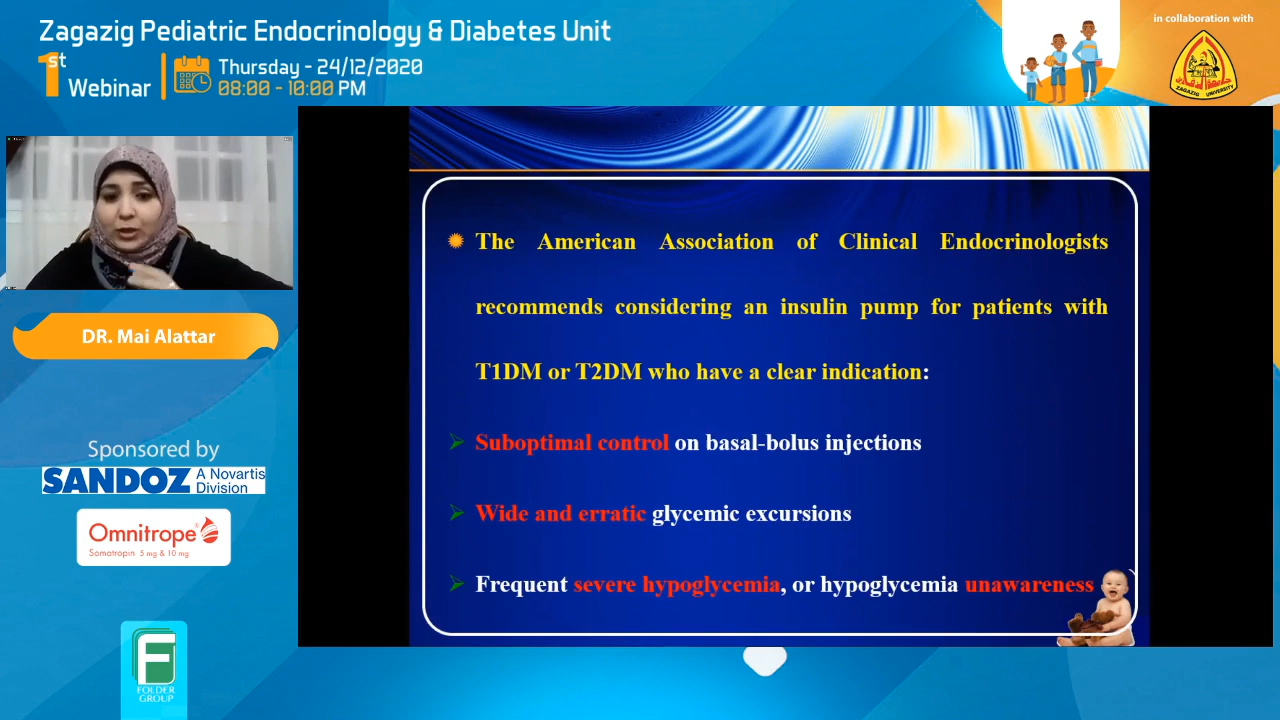 Zagazig Pediatric Endocrinology & Diabetes Unit
1st Webinar
Thursday - 24/12/2020
08:00 - 10:00 PM
in collaboration with
ZAGAZIG UNIVERSITY
DR. Mai Alattar
Sponsored by
SANDOZ A Novartis
Division
Omnitrope®
Somatropin 5 mg & 10 mg
FOLDER
GROUP
The American Association of Clinical Endocrinologists
recommends considering an insulin pump for patients with
T1DM or T2DM who have a clear indication:
Suboptimal control on basal-bolus injections
Wide and erratic glycemic excursions
Frequent severe hypoglycemia, or hypoglycemia unawareness